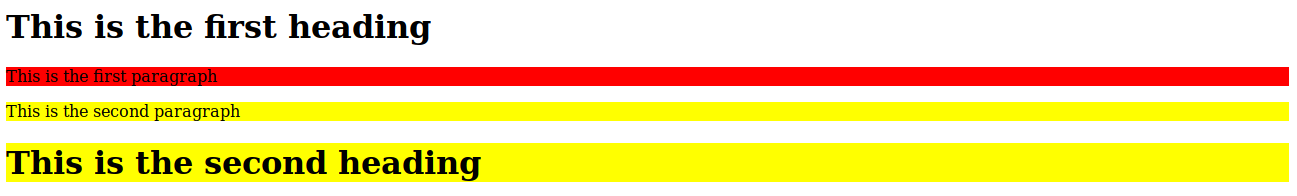 This is the first heading
This is the first paragraph
This is the second paragraph
This is the second heading